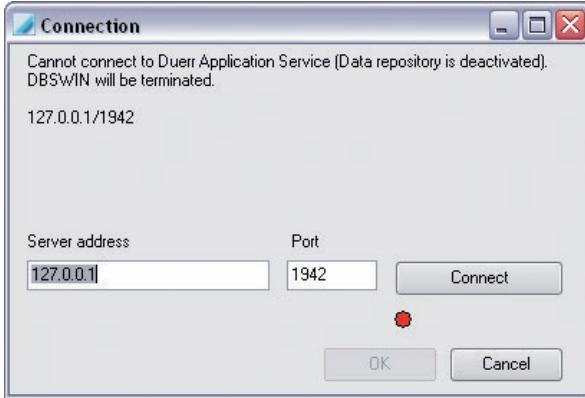 Connection
Cannot connect to Duerr Application Service (Data repository is deactivated).
DBSWIN will be terminated.
127.0.0.1/1942
Server address
Port
127.0.0.1
1942
Connect
OK
Cancel